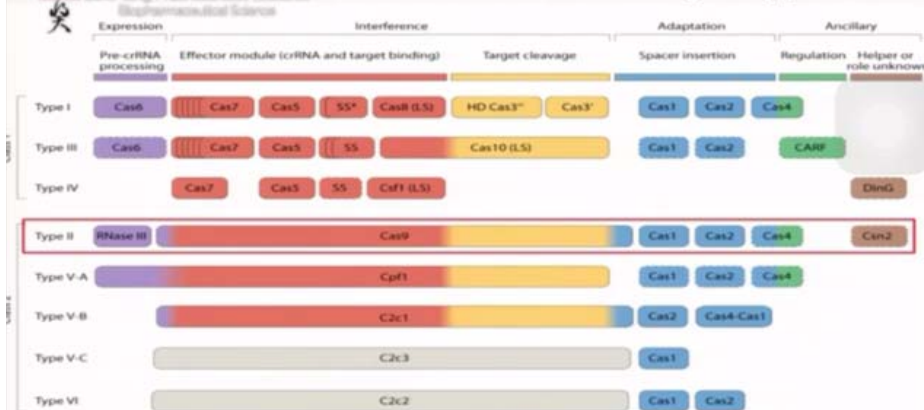 Biopharmaceutical Science
Expression Interference Adaptation Ancillary
Pre-crRNA processing Effector module (crRNA and target binding) Target cleavage Spacer insertion Regulation Helper or role unknown
Type I Cas6 Cas7 Cas5 SS* Cas8 (LS) HD Cas3″ Cas3′ Cas1 Cas2 Cas4
Type III Cas6 Cas7 Cas5 SS Cas10 (LS) Cas1 Cas2 CARF
Type IV Cas7 Cas5 SS Csf1 (LS) DinG
Type II RNase III Cas9 Cas1 Cas2 Cas4 Csn2
Type V-A Cpf1 Cas1 Cas2 Cas4
Type V-B C2c1 Cas2 Cas4-Cas1
Type V-C C2c3 Cas1
Type VI C2c2 Cas1 Cas2